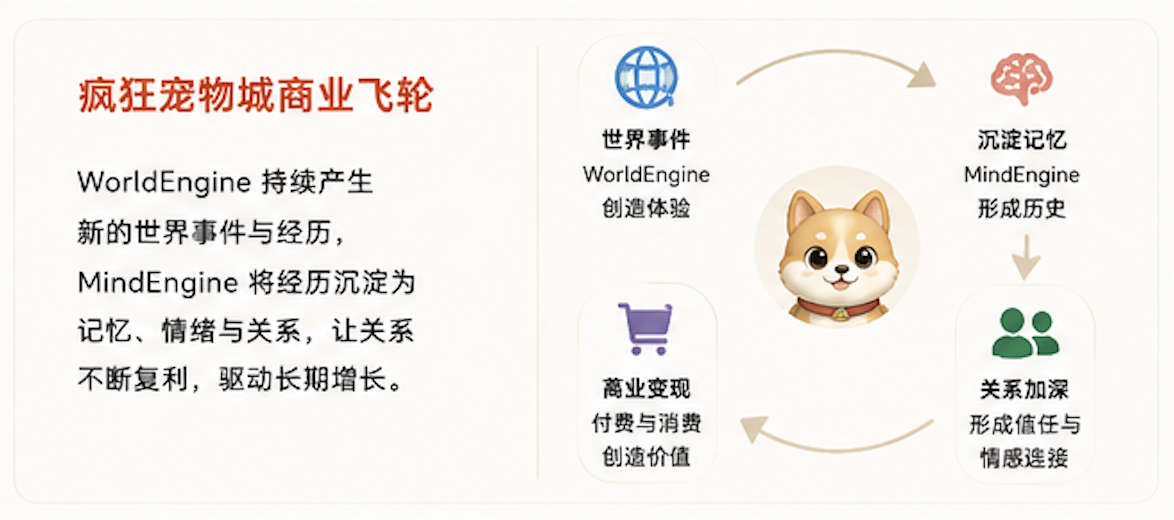 疯狂宠物城商业飞轮
WorldEngine 持续产生
新的世界事件与经历，
MindEngine 将经历沉淀为
记忆、情绪与关系，让关系
不断复利，驱动长期增长。
世界事件
WorldEngine
创造体验
沉淀记忆
MindEngine
形成历史
关系加深
形成信任与
情感连接
商业变现
付费与消费
创造价值